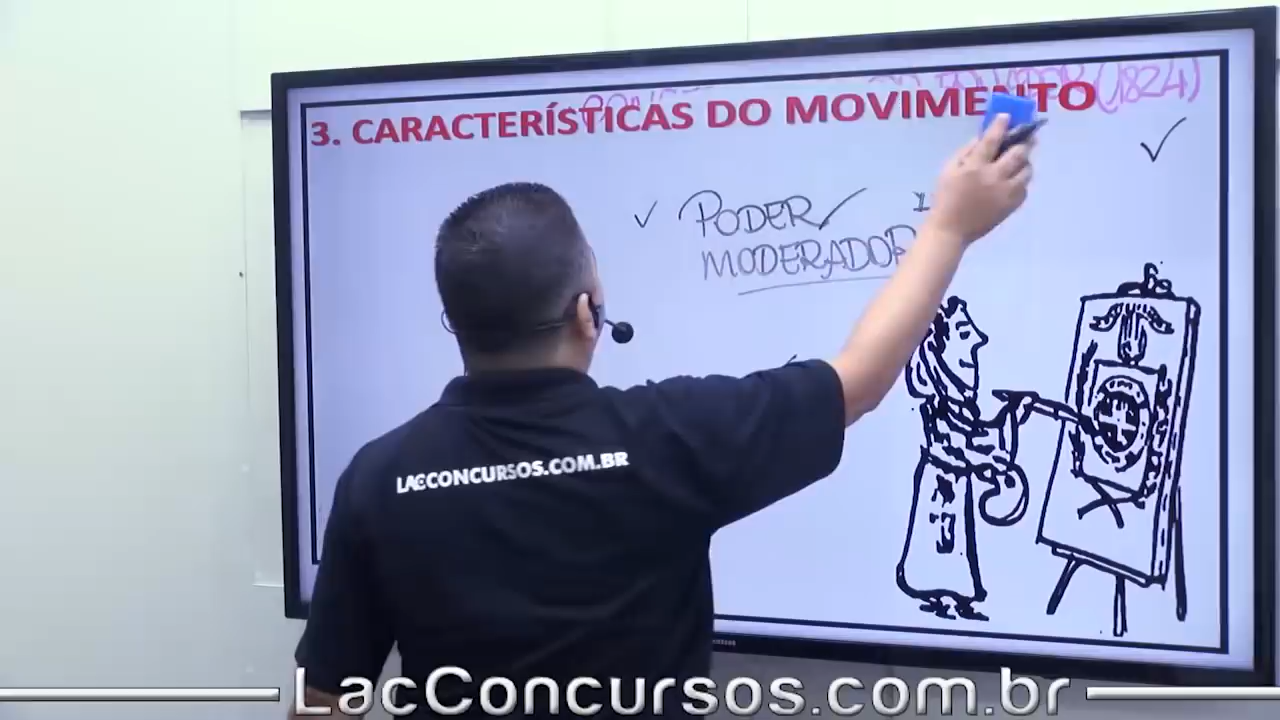 (1824)
3. CARACTERÍSTICAS DO MOVIMENTO
PODER
MODERADOR
LACCONCURSOS.COM.BR
LacConcursos.com.br